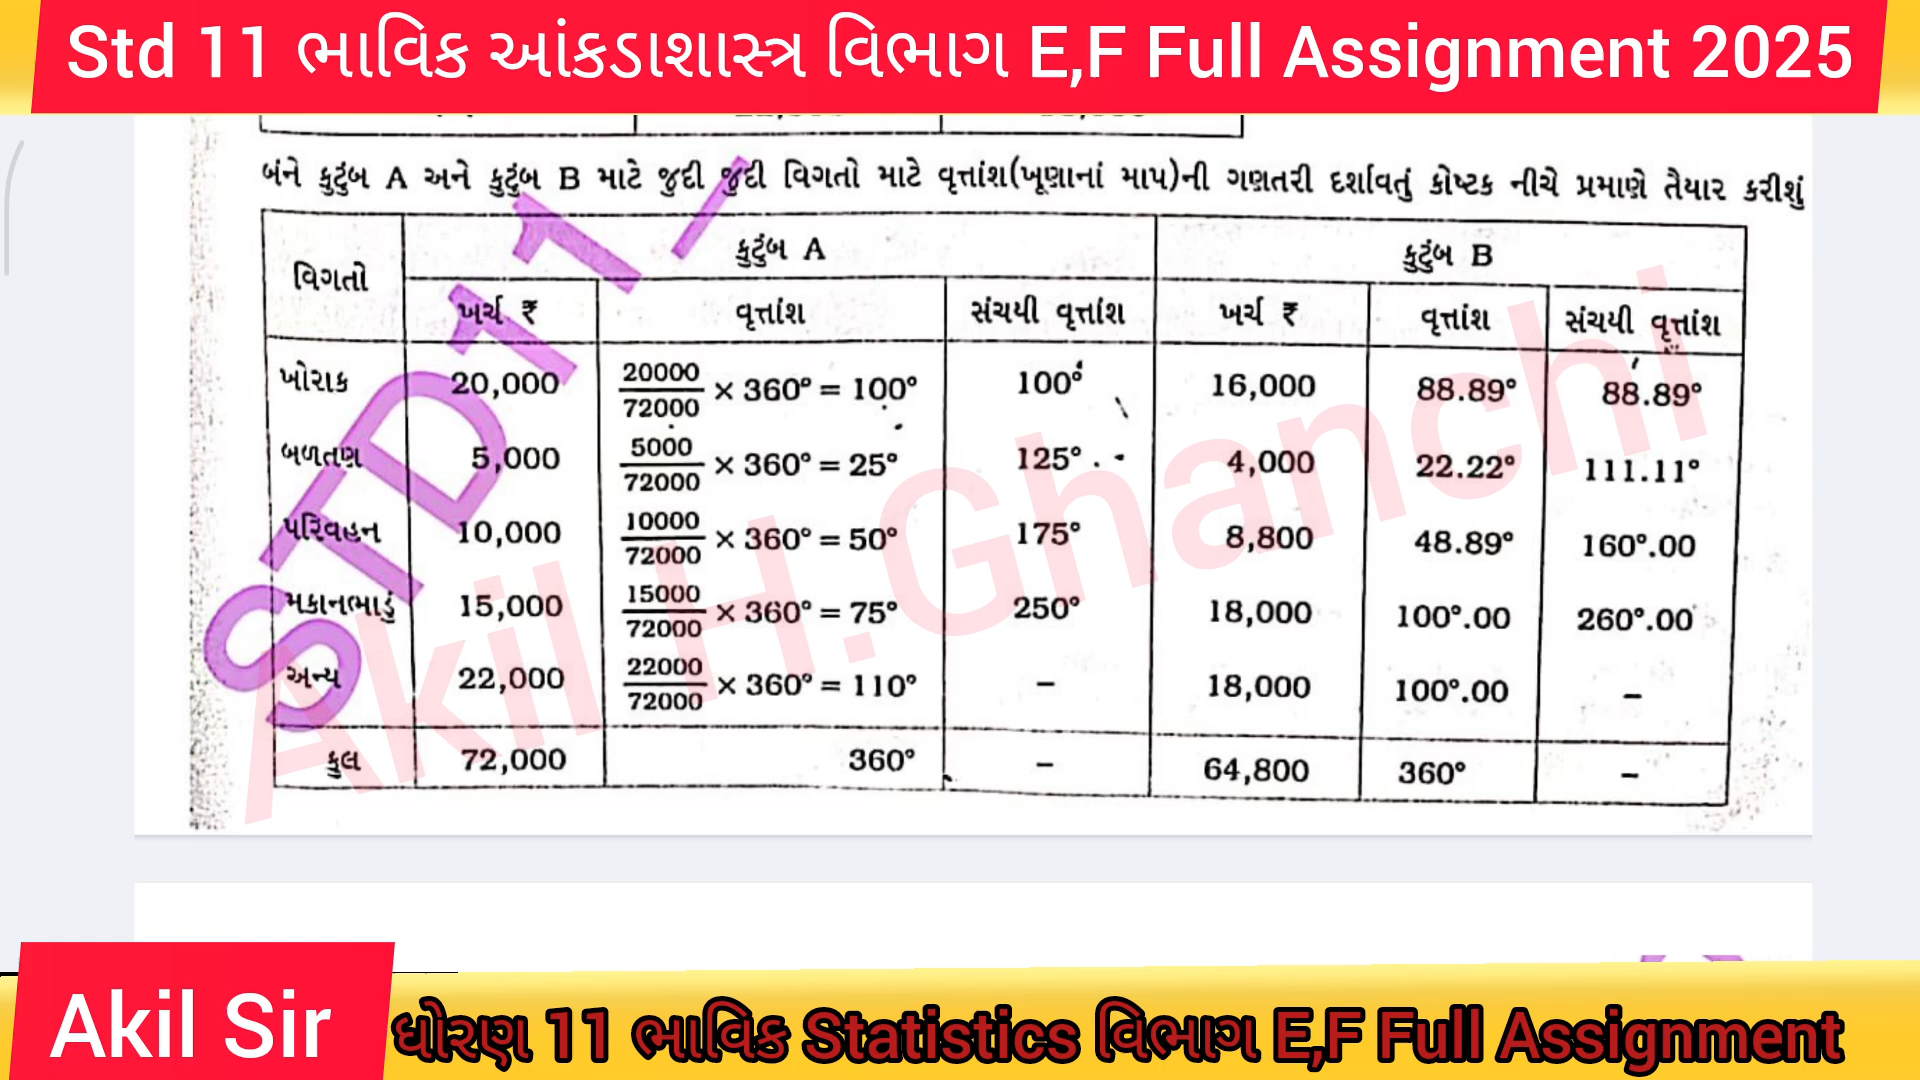 Std 11 ભાવિક આંકડાશાસ્ત્ર વિભાગ E,F Full Assignment 2025
બંને કુટુંબ A અને કુટુંબ B માટે જુદી જુદી વિગતો માટે વૃત્તાંશ(ખૂણાનાં માપ)ની ગણતરી દર્શાવતું કોષ્ટક નીચે પ્રમાણે તૈયાર કરીશું
વિગતો કુટુંબ A કુટુંબ B
ખર્ચ ₹ વૃત્તાંશ સંચયી વૃત્તાંશ ખર્ચ ₹ વૃત્તાંશ સંચયી વૃત્તાંશ
ખોરાક 20,000 20000/72000 × 360° = 100° 100° 16,000 88.89° 88.89°
બળતણ 5,000 5000/72000 × 360° = 25° 125° 4,000 22.22° 111.11°
પરિવહન 10,000 10000/72000 × 360° = 50° 175° 8,800 48.89° 160°.00
મકાનભાડું 15,000 15000/72000 × 360° = 75° 250° 18,000 100°.00 260°.00
અન્ય 22,000 22000/72000 × 360° = 110° – 18,000 100°.00 –
કુલ 72,000 360° – 64,800 360° –
STD 11_
Akil H.Ghanchi
Akil Sir
ધોરણ 11 ભાવિક Statistics વિભાગ E,F Full Assignment